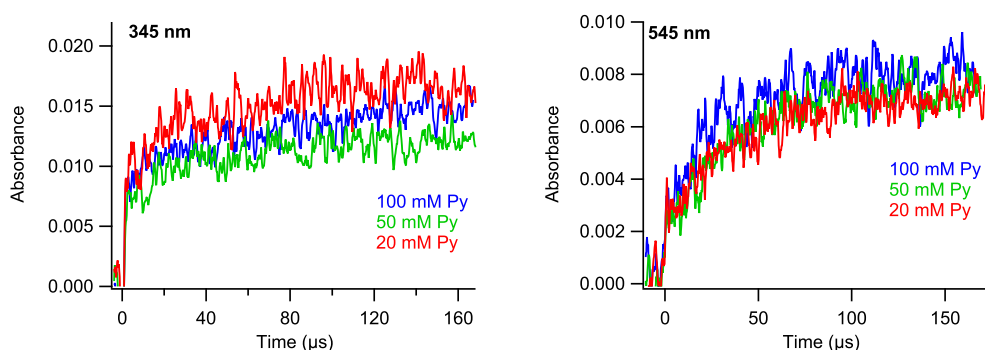 345 nm
Absorbance
0.020
0.015
0.010
0.005
0.000
100 mM Py
50 mM Py
20 mM Py
0 40 80 120 160
Time (µs)
545 nm
Absorbance
0.010
0.008
0.006
0.004
0.002
0.000
100 mM Py
50 mM Py
20 mM Py
0 50 100 150
Time (µs)